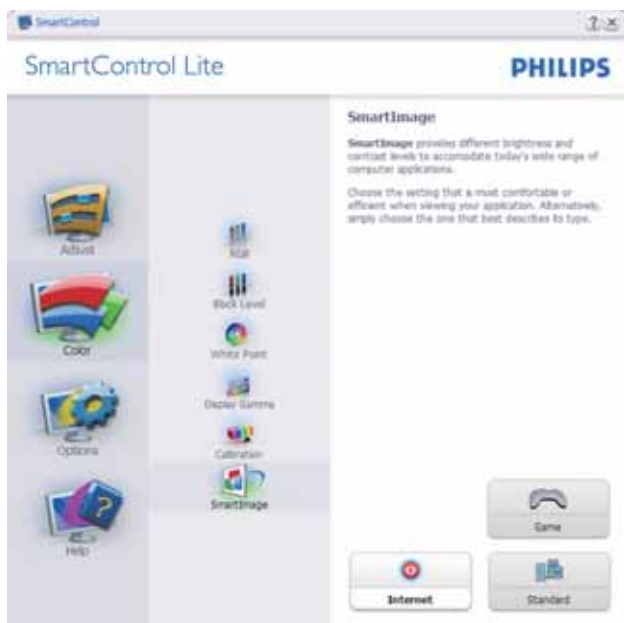 SmartControl
SmartControl Lite
PHILIPS
SmartImage
SmartImage provides different brightness and
contrast levels to accomodate today's wide range of
computer applications.
Choose the setting that is most comfortable or
efficient when viewing your application. Alternatively,
simply choose the one that best describes its type.
Adjust
Color
Options
Help
RGB
Black Level
White Point
Display Gamma
Calibration
SmartImage
Game
Internet
Standard